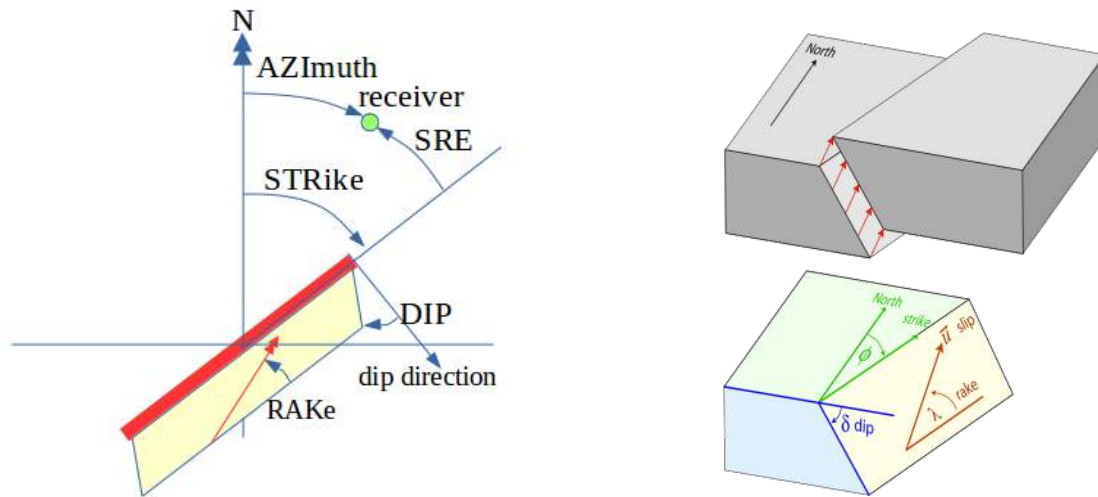 N
AZImuth
receiver
SRE
STRike
DIP
dip direction
RAKe
North
North
strike
ϕ
u⃗ slip
rake
λ
δ dip